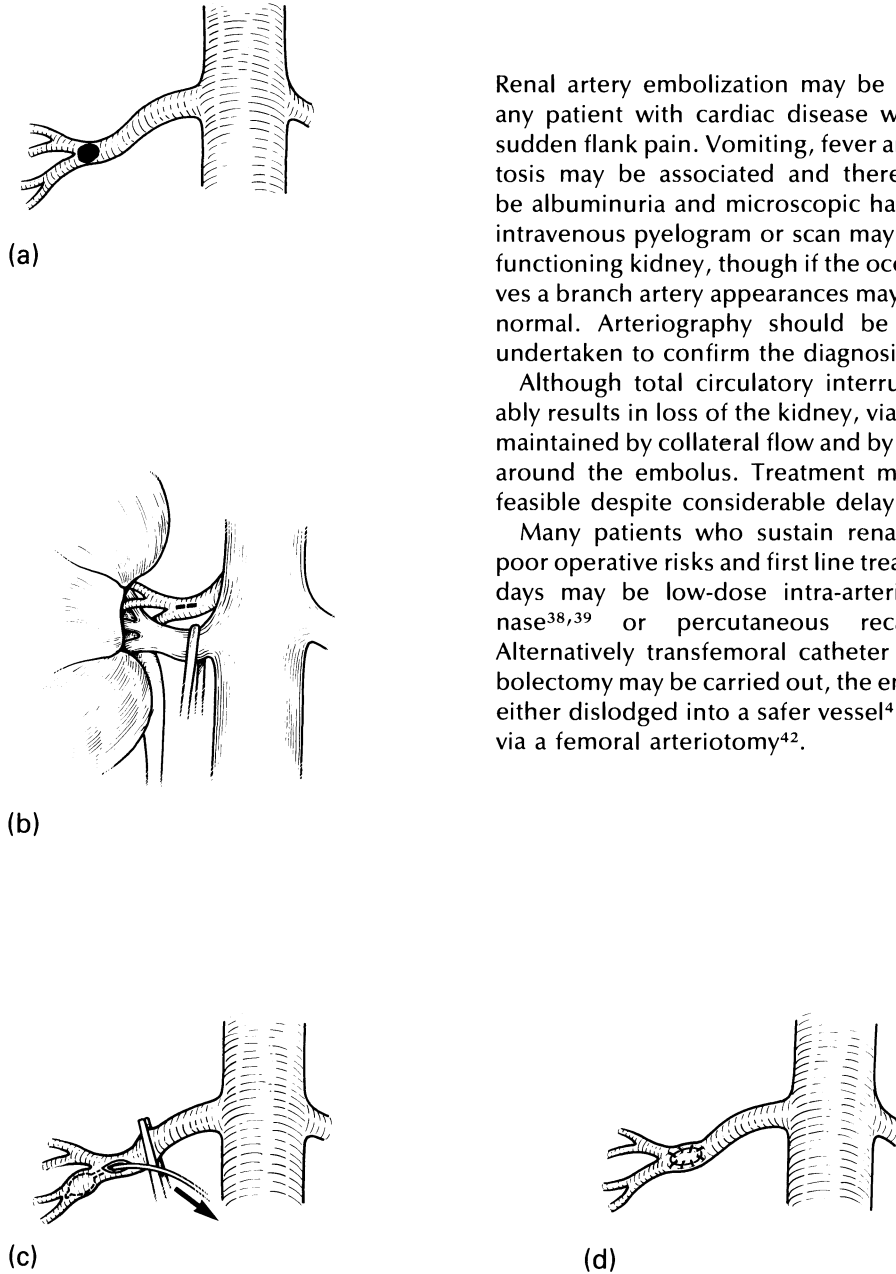 (a)
Renal artery embolization may be
any patient with cardiac disease w
sudden flank pain. Vomiting, fever a
tosis may be associated and there
be albuminuria and microscopic ha
intravenous pyelogram or scan may
functioning kidney, though if the occ
ves a branch artery appearances may
normal. Arteriography should be
undertaken to confirm the diagnosi
Although total circulatory interru
ably results in loss of the kidney, via
maintained by collateral flow and by
around the embolus. Treatment m
feasible despite considerable delay
Many patients who sustain rena
poor operative risks and first line trea
days may be low-dose intra-arteri
nase³⁸,³⁹ or percutaneous reca
Alternatively transfemoral catheter
bolectomy may be carried out, the e
either dislodged into a safer vessel⁴
via a femoral arteriotomy⁴².
(b)
(c)
(d)